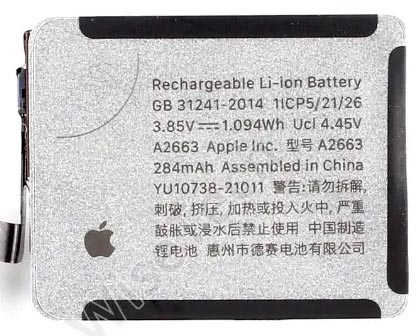 Rechargeable Li-ion Battery
GB 31241-2014 1ICP5/21/26
3.85V⎓1.094Wh Ucl 4.45V
A2663 Apple Inc. 型号 A2663
284mAh Assembled in China
YU10738-21011 警告:请勿拆解,
刺破, 挤压, 加热或投入火中, 严重
鼓胀或浸水后禁止使用 中国制造
锂电池 惠州市德赛电池有限公司